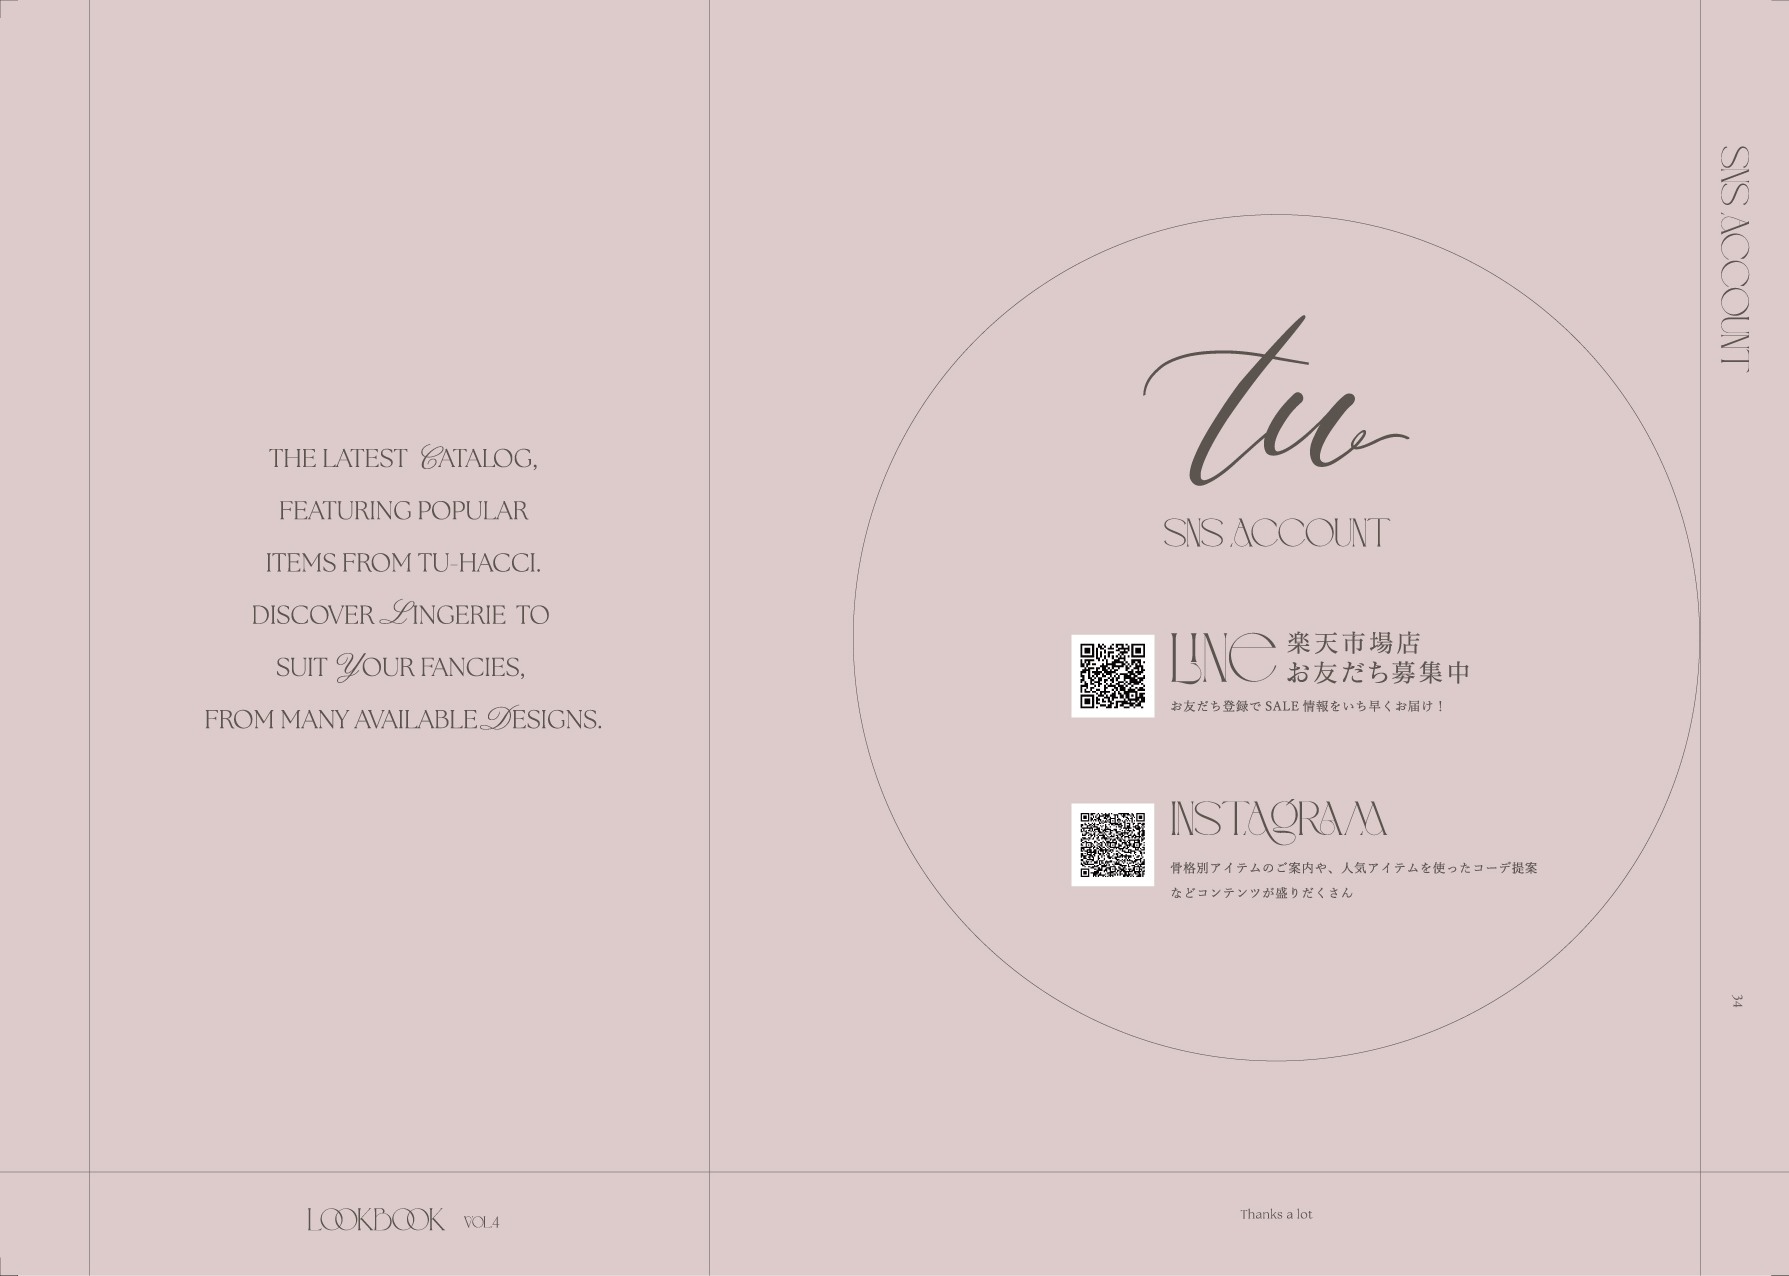 THE LATEST CATALOG,
FEATURING POPULAR
ITEMS FROM TU-HACCI.
DISCOVER LINGERIE TO
SUIT YOUR FANCIES,
FROM MANY AVAILABLE DESIGNS.
LOOKBOOK VOL.4
tu
SNS ACCOUNT
LINe 楽天市場店
お友だち募集中
お友だち登録で SALE 情報をいち早くお届け！
INSTAgRAM
骨格別アイテムのご案内や、人気アイテムを使ったコーデ提案
などコンテンツが盛りだくさん
Thanks a lot
SNS ACCOUNT
34